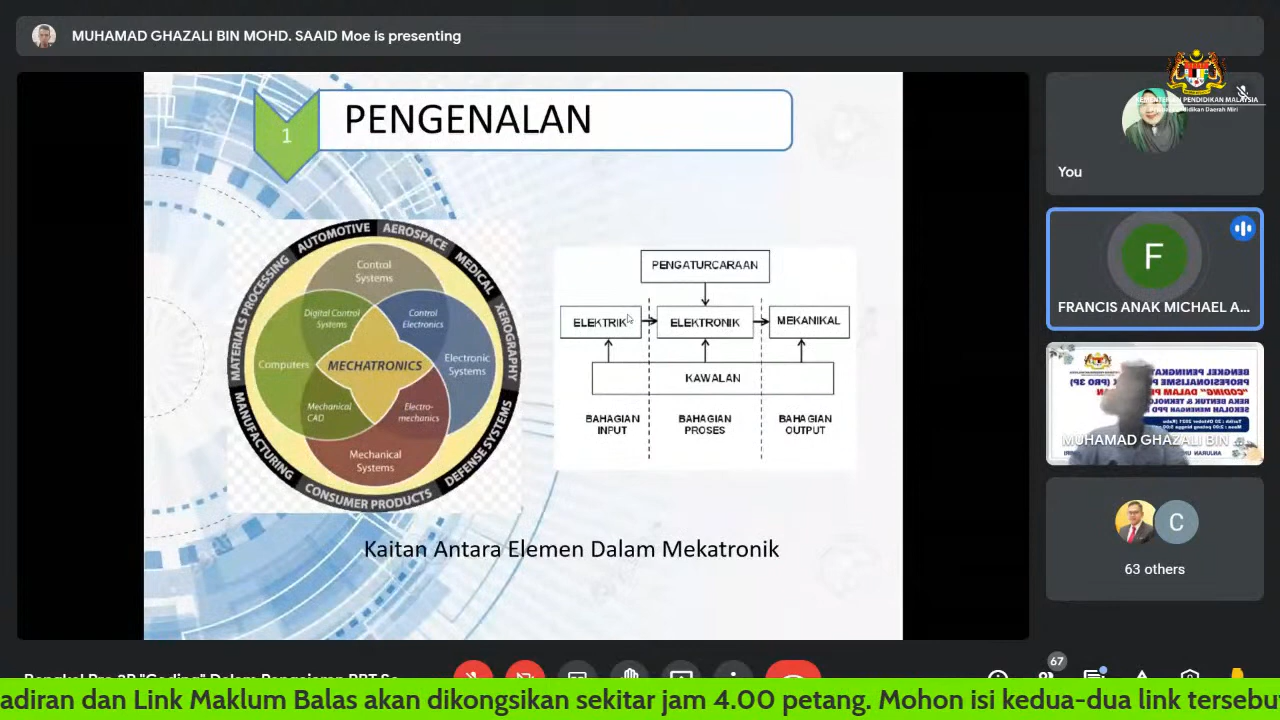 MUHAMAD GHAZALI BIN MOHD. SAAID Moe is presenting
KEMENTERIAN PENDIDIKAN MALAYSIA
1
PENGENALAN
You
AUTOMOTIVE
AEROSPACE
MEDICAL
XEROGRAPHY
DEFENSE SYSTEMS
CONSUMER PRODUCTS
MANUFACTURING
MATERIALS PROCESSING
Control
Systems
Digital Control
Systems
Control
Electronics
Computers
MECHATRONICS
Electronic
Systems
Mechanical
CAD
Electro-
mechanics
Mechanical
Systems
PENGATURCARAAN
ELEKTRIK
ELEKTRONIK
MEKANIKAL
KAWALAN
BAHAGIAN
INPUT
BAHAGIAN
PROSES
BAHAGIAN
OUTPUT
Kaitan Antara Elemen Dalam Mekatronik
F
FRANCIS ANAK MICHAEL A...
MUHAMAD GHAZALI BIN ...
C
63 others
67
adiran dan Link Maklum Balas akan dikongsikan sekitar jam 4.00 petang. Mohon isi kedua-dua link tersebu